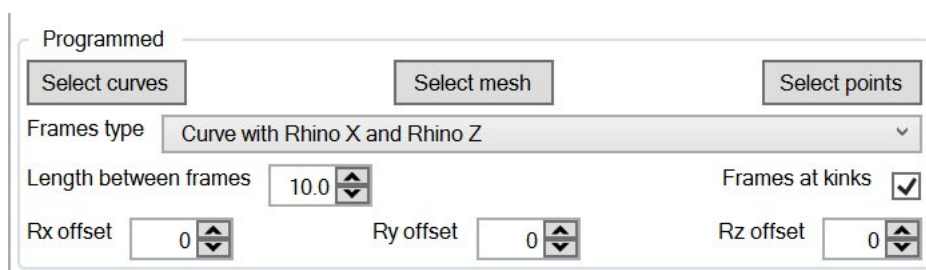 Programmed
Select curves Select mesh Select points
Frames type Curve with Rhino X and Rhino Z
Length between frames 10.0 Frames at kinks
Rx offset 0 Ry offset 0 Rz offset 0